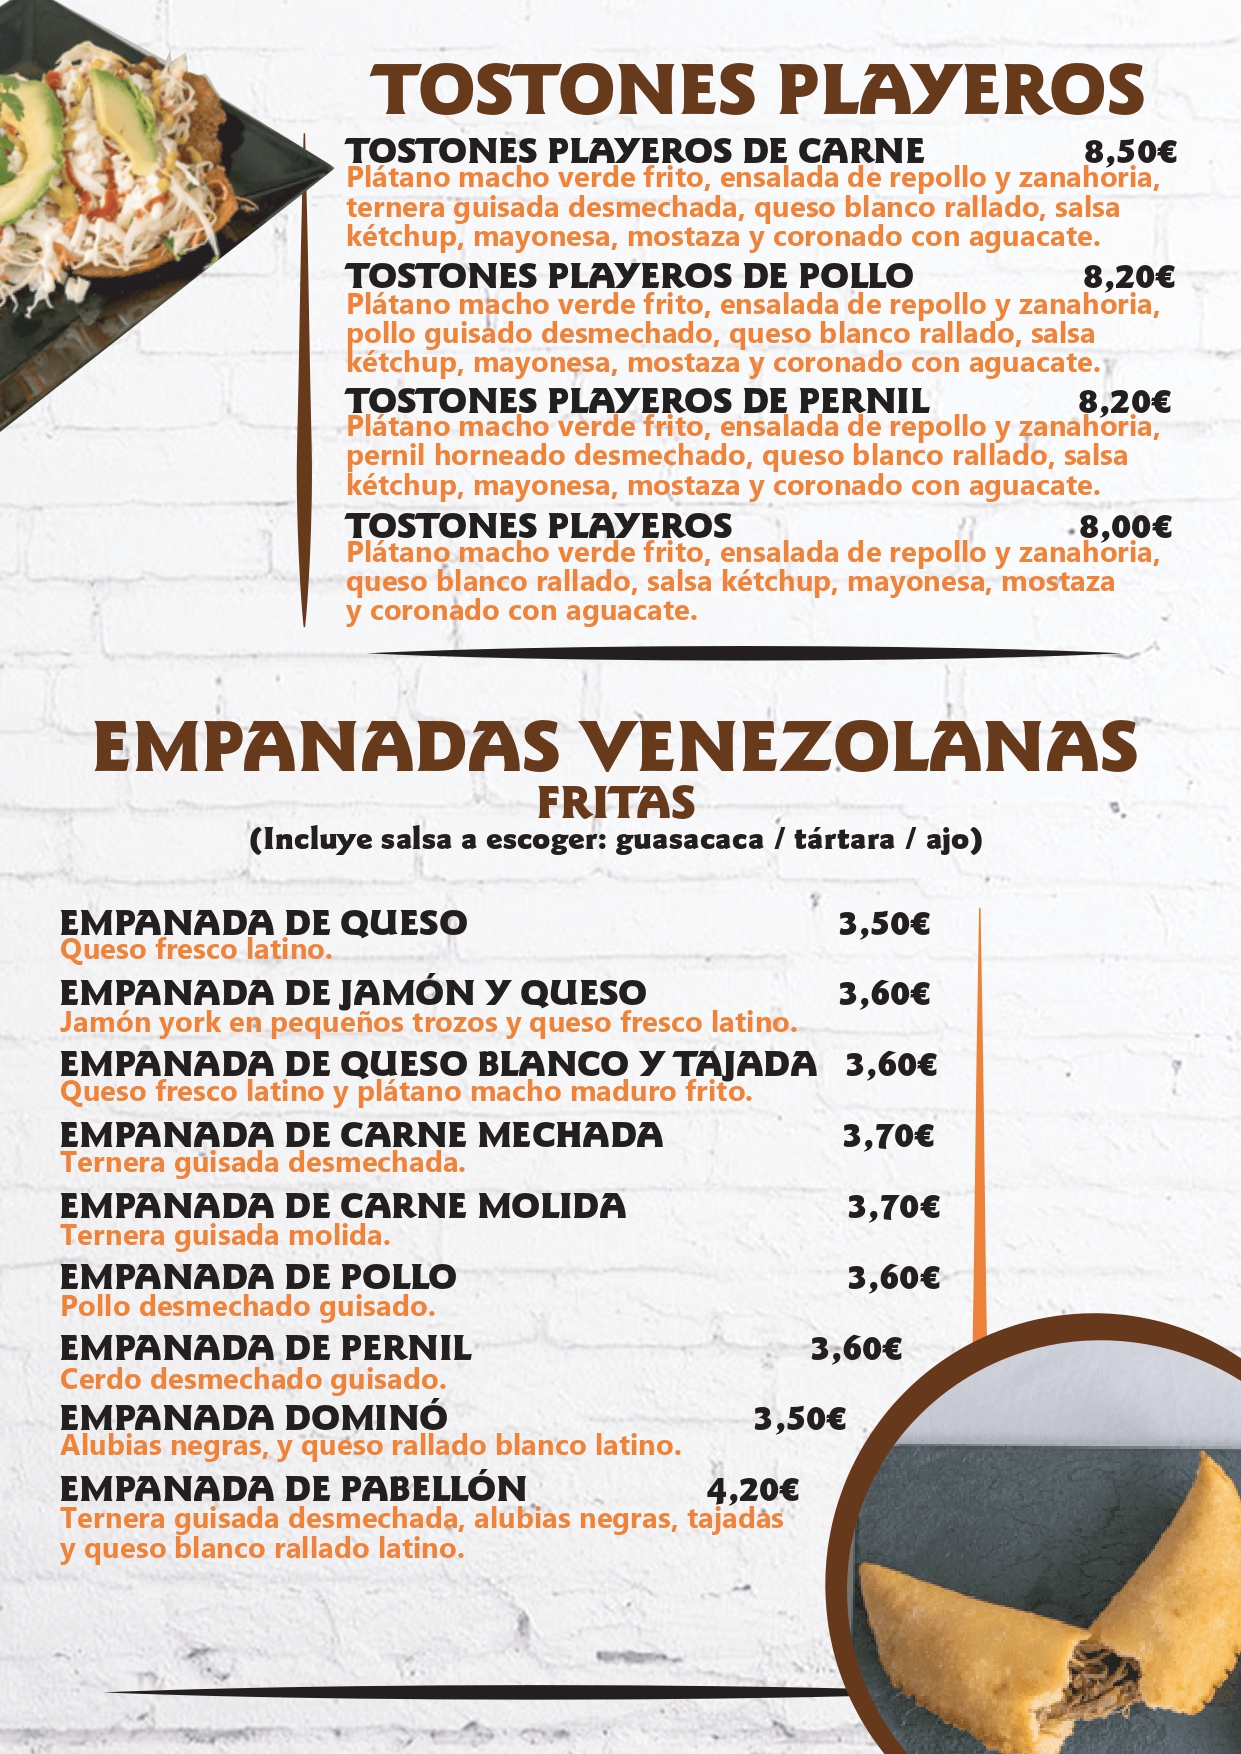 TOSTONES PLAYEROS
TOSTONES PLAYEROS DE CARNE 8,50€
Plátano macho verde frito, ensalada de repollo y zanahoria,
ternera guisada desmechada, queso blanco rallado, salsa
kétchup, mayonesa, mostaza y coronado con aguacate.
TOSTONES PLAYEROS DE POLLO 8,20€
Plátano macho verde frito, ensalada de repollo y zanahoria,
pollo guisado desmechado, queso blanco rallado, salsa
kétchup, mayonesa, mostaza y coronado con aguacate.
TOSTONES PLAYEROS DE PERNIL 8,20€
Plátano macho verde frito, ensalada de repollo y zanahoria,
pernil horneado desmechado, queso blanco rallado, salsa
kétchup, mayonesa, mostaza y coronado con aguacate.
TOSTONES PLAYEROS 8,00€
Plátano macho verde frito, ensalada de repollo y zanahoria,
queso blanco rallado, salsa kétchup, mayonesa, mostaza
y coronado con aguacate.
EMPANADAS VENEZOLANAS
FRITAS
(Incluye salsa a escoger: guasacaca / tártara / ajo)
EMPANADA DE QUESO 3,50€
Queso fresco latino.
EMPANADA DE JAMÓN Y QUESO 3,60€
Jamón york en pequeños trozos y queso fresco latino.
EMPANADA DE QUESO BLANCO Y TAJADA 3,60€
Queso fresco latino y plátano macho maduro frito.
EMPANADA DE CARNE MECHADA 3,70€
Ternera guisada desmechada.
EMPANADA DE CARNE MOLIDA 3,70€
Ternera guisada molida.
EMPANADA DE POLLO 3,60€
Pollo desmechado guisado.
EMPANADA DE PERNIL 3,60€
Cerdo desmechado guisado.
EMPANADA DOMINÓ 3,50€
Alubias negras, y queso rallado blanco latino.
EMPANADA DE PABELLÓN 4,20€
Ternera guisada desmechada, alubias negras, tajadas
y queso blanco rallado latino.